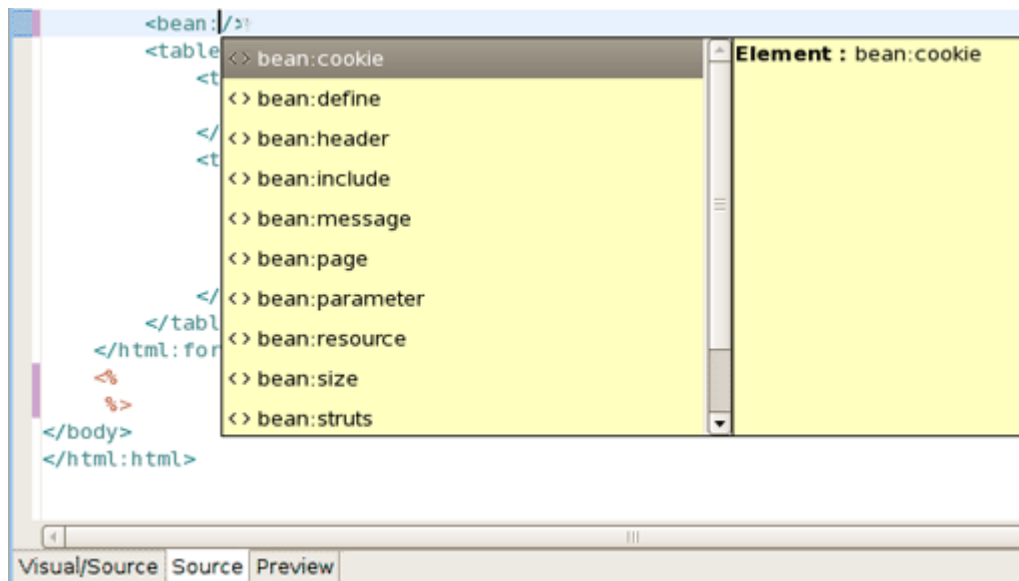 <bean:/>
<table
<> bean:cookie
Element : bean:cookie
<t
<> bean:define
</
<> bean:header
<t
<> bean:include
<> bean:message
<> bean:page
</
<> bean:parameter
</tabl
<> bean:resource
</html:for
<%
<> bean:size
%>
<> bean:struts
</body>
</html:html>
Visual/Source Source Preview